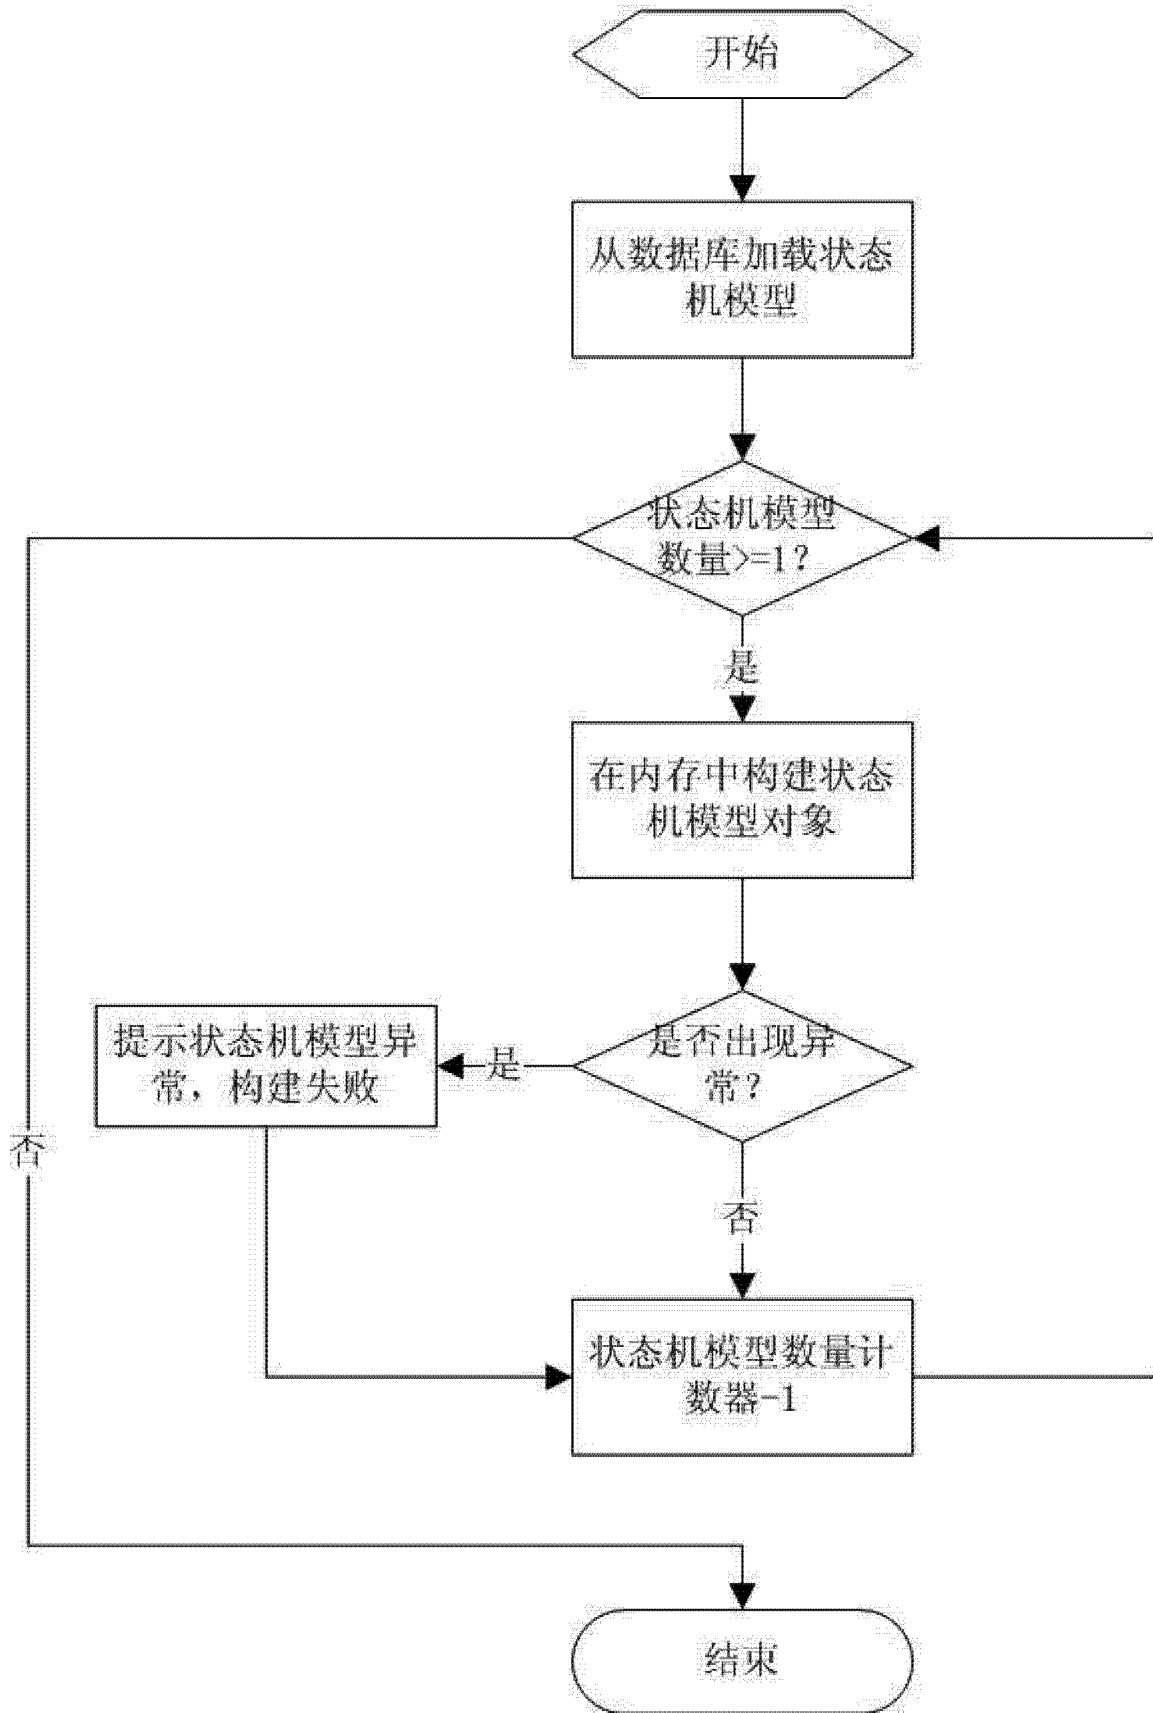 开始
从数据库加载状态
机模型
状态机模型
数量>=1?
是
在内存中构建状态
机模型对象
是否出现异
常?
是
提示状态机模型异
常，构建失败
否
否
状态机模型数量计
数器-1
结束